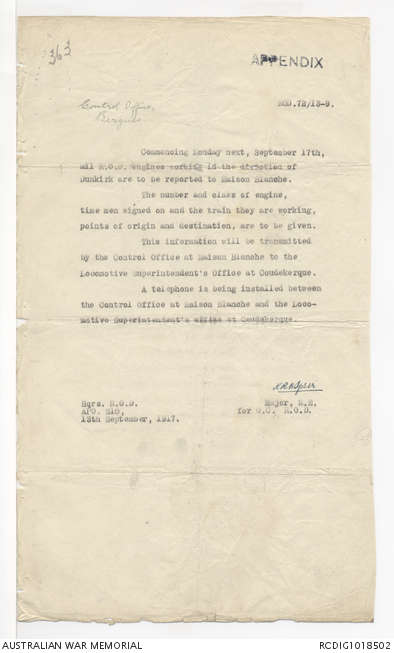 363
APPENDIX
Control Office,
Bergues
ROD.72/13-9.
Commencing Monday next, September 17th,
all R.O.D. engines working in the direction of
Dunkirk are to be reported to Maison Blanche.
The number and class of engine,
time men signed on and the train they are working,
points of origin and destination, are to be given.
This information will be transmitted
by the Control Office at Maison Blanche to the
Locomotive Superintendent's Office at Coudekerque.
A telephone is being installed between
the Control Office at Maison Blanche and the Loco-
motive Superintendent's office at Coudekerque
Hqrs. R.O.D.
APO. S18,
13th September, 1917.
Major, R.E.
for O.C. R.O.D.
AUSTRALIAN WAR MEMORIAL
RCDIG1018502